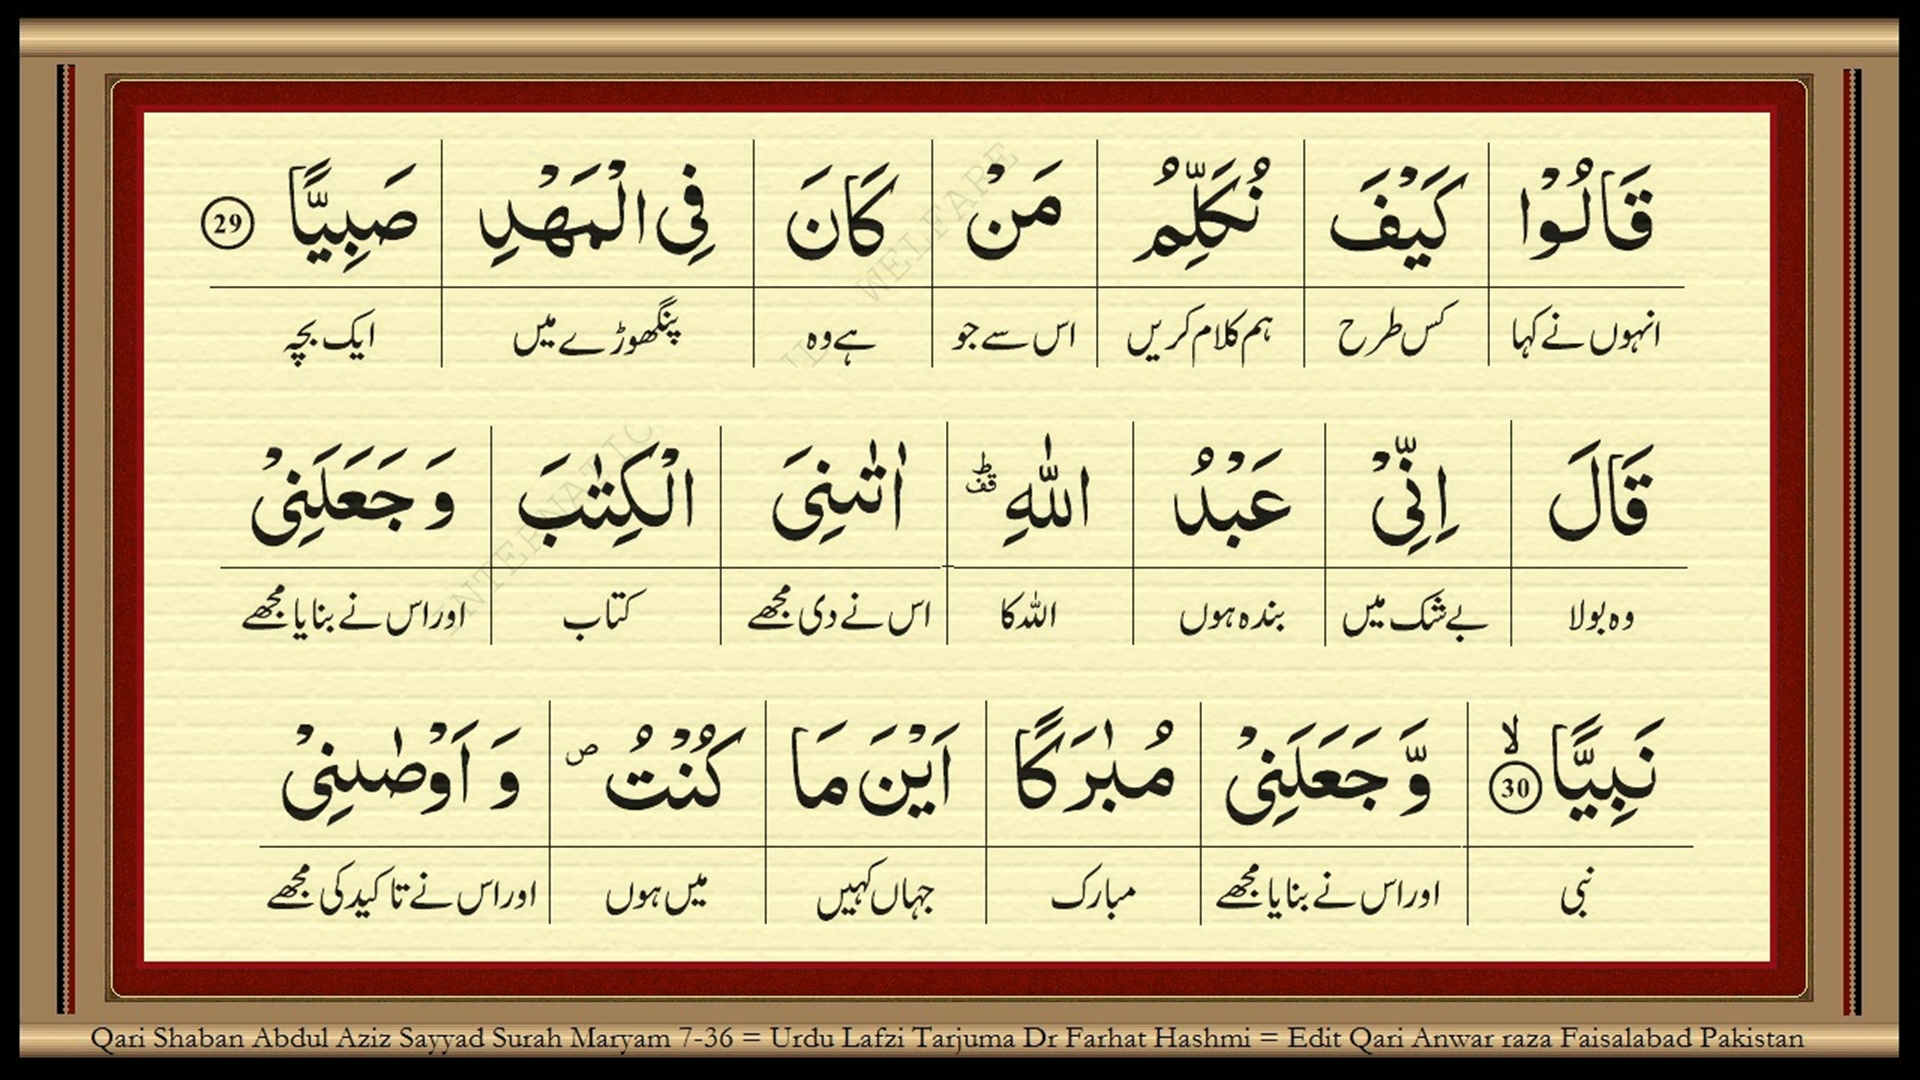 قَالُوْا كَيْفَ نُكَلِّمُ مَنْ كَانَ فِى الْمَهْدِ صَبِيًّا 29
انہوں نے کہا کس طرح ہم کلام کریں اس سے جو ہے وہ پنگھوڑے میں ایک بچہ
قَالَ اِنِّىْ عَبْدُ اللّٰهِ ۛقف اٰتٰىنِىَ الْكِتٰبَ وَ جَعَلَنِىْ
وہ بولا بے شک میں بندہ ہوں اللہ کا اس نے دی مجھے کتاب اور اس نے بنایا مجھے
نَبِيًّا ۙ 30 وَّ جَعَلَنِىْ مُبٰرَكًا اَيْنَ مَا كُنْتُ ص وَ اَوْصٰىنِىْ
نبی اور اس نے بنایا مجھے مبارک جہاں کہیں میں ہوں اور اس نے تاکید کی مجھے
Qari Shaban Abdul Aziz Sayyad Surah Maryam 7-36 = Urdu Lafzi Tarjuma Dr Farhat Hashmi = Edit Qari Anwar raza Faisalabad Pakistan